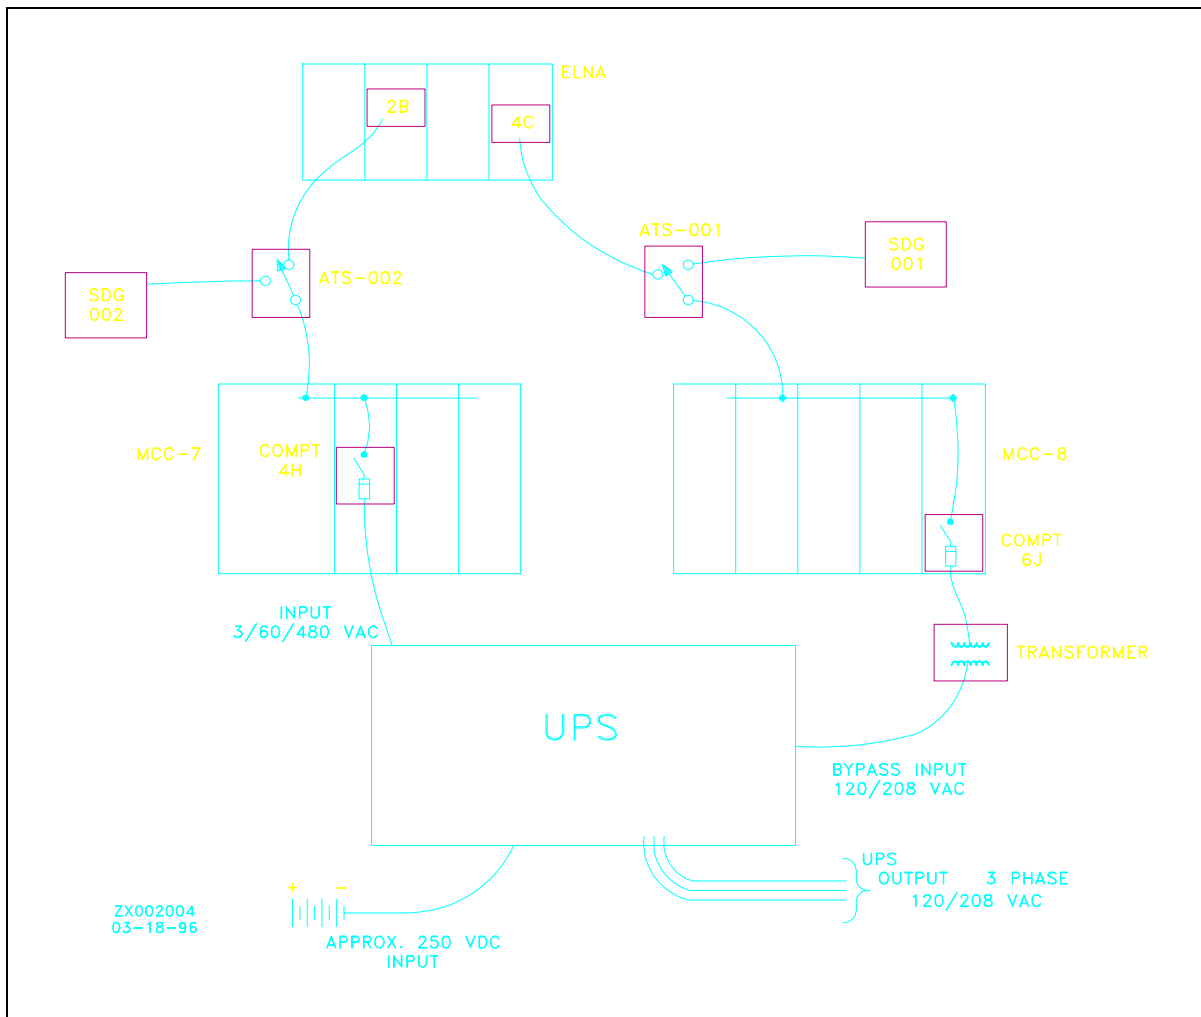 ELNA
2B
4C
ATS-001
SDG
001
ATS-002
SDG
002
MCC-7
COMPT
4H
MCC-8
COMPT
6J
INPUT
3/60/480 VAC
TRANSFORMER
UPS
BYPASS INPUT
120/208 VAC
UPS
OUTPUT 3 PHASE
120/208 VAC
+ -
ZX002004
03-18-96
APPROX. 250 VDC
INPUT